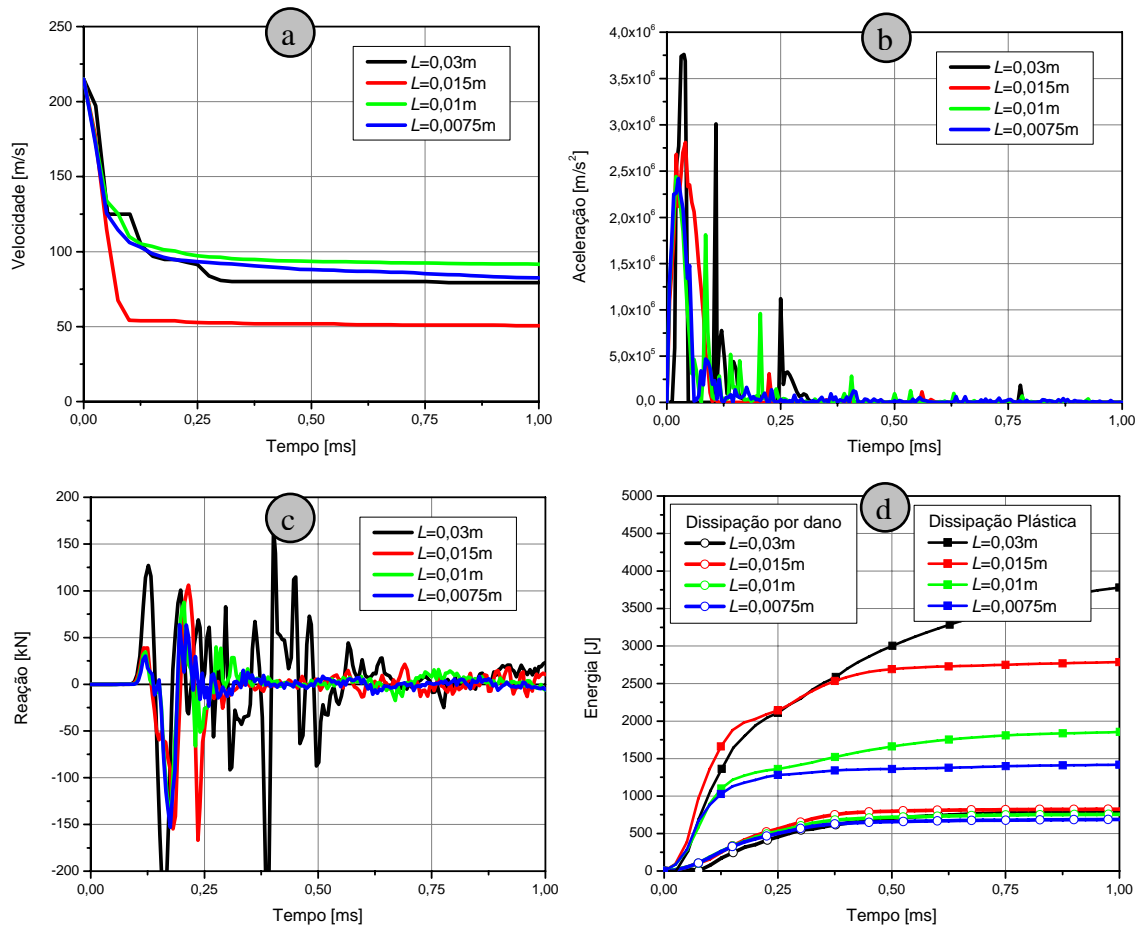 a
250
200
150
100
50
0
Velocidade [m/s]
L=0,03m
L=0,015m
L=0,01m
L=0,0075m
0,00 0,25 0,50 0,75 1,00
Tempo [ms]
b
4,0x10⁶
3,5x10⁶
3,0x10⁶
2,5x10⁶
2,0x10⁶
1,5x10⁶
1,0x10⁶
5,0x10⁵
0,0
Aceleração [m/s²]
L=0,03m
L=0,015m
L=0,01m
L=0,0075m
0,00 0,25 0,50 0,75 1,00
Tiempo [ms]
c
200
150
100
50
0
-50
-100
-150
-200
Reação [kN]
L=0,03m
L=0,015m
L=0,01m
L=0,0075m
0,00 0,25 0,50 0,75 1,00
Tempo [ms]
d
5000
4500
4000
3500
3000
2500
2000
1500
1000
500
0
Energia [J]
Dissipação por dano
L=0,03m
L=0,015m
L=0,01m
L=0,0075m
Dissipação Plástica
L=0,03m
L=0,015m
L=0,01m
L=0,0075m
0,00 0,25 0,50 0,75 1,00
Tempo [ms]